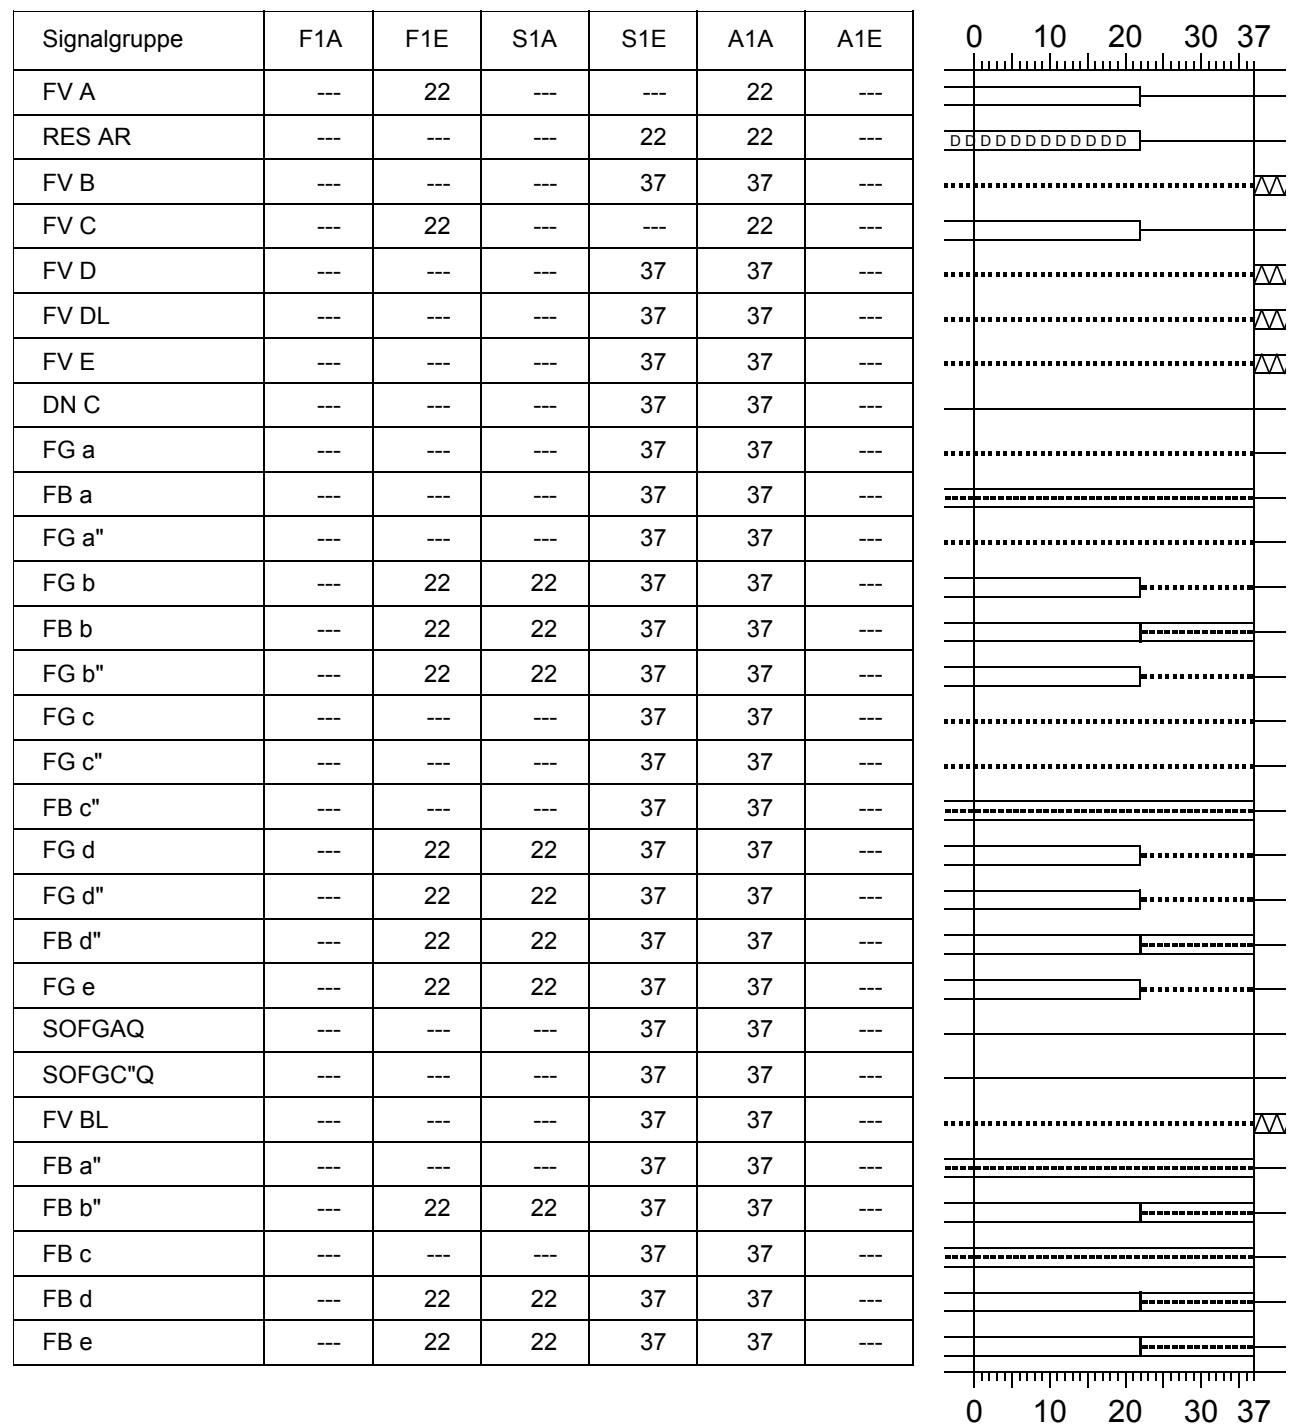 Signalgruppe F1A F1E S1A S1E A1A A1E 0 10 20 30 37
FV A --- 22 --- --- 22 ---
RES AR --- --- --- 22 22 --- D D D D D D D D D D D D
FV B --- --- --- 37 37 ---
FV C --- 22 --- --- 22 ---
FV D --- --- --- 37 37 ---
FV DL --- --- --- 37 37 ---
FV E --- --- --- 37 37 ---
DN C --- --- --- 37 37 ---
FG a --- --- --- 37 37 ---
FB a --- --- --- 37 37 ---
FG a" --- --- --- 37 37 ---
FG b --- 22 22 37 37 ---
FB b --- 22 22 37 37 ---
FG b" --- 22 22 37 37 ---
FG c --- --- --- 37 37 ---
FG c" --- --- --- 37 37 ---
FB c" --- --- --- 37 37 ---
FG d --- 22 22 37 37 ---
FG d" --- 22 22 37 37 ---
FB d" --- 22 22 37 37 ---
FG e --- 22 22 37 37 ---
SOFGAQ --- --- --- 37 37 ---
SOFGC"Q --- --- --- 37 37 ---
FV BL --- --- --- 37 37 ---
FB a" --- --- --- 37 37 ---
FB b" --- 22 22 37 37 ---
FB c --- --- --- 37 37 ---
FB d --- 22 22 37 37 ---
FB e --- 22 22 37 37 ---
0 10 20 30 37